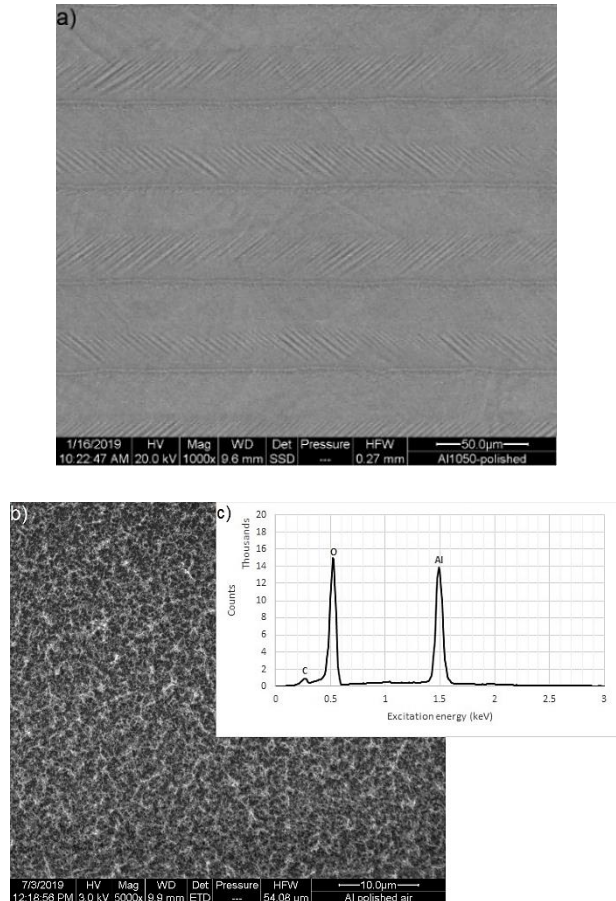 a)
1/16/2019 HV Mag WD Det Pressure HFW 50.0µm
10:22:47 AM 20.0 kV 1000x 9.6 mm SSD --- 0.27 mm Al1050-polished
b)
c)
Thousands
Counts
20
18
16
14
12
10
8
6
4
2
0
O
Al
C
0 0.5 1 1.5 2 2.5 3
Excitation energy (keV)
7/3/2019 HV Mag WD Det Pressure HFW 10.0µm
12:18:56 PM 3.0 kV 5000x 9.9 mm ETD --- 54.08 µm Al polished air